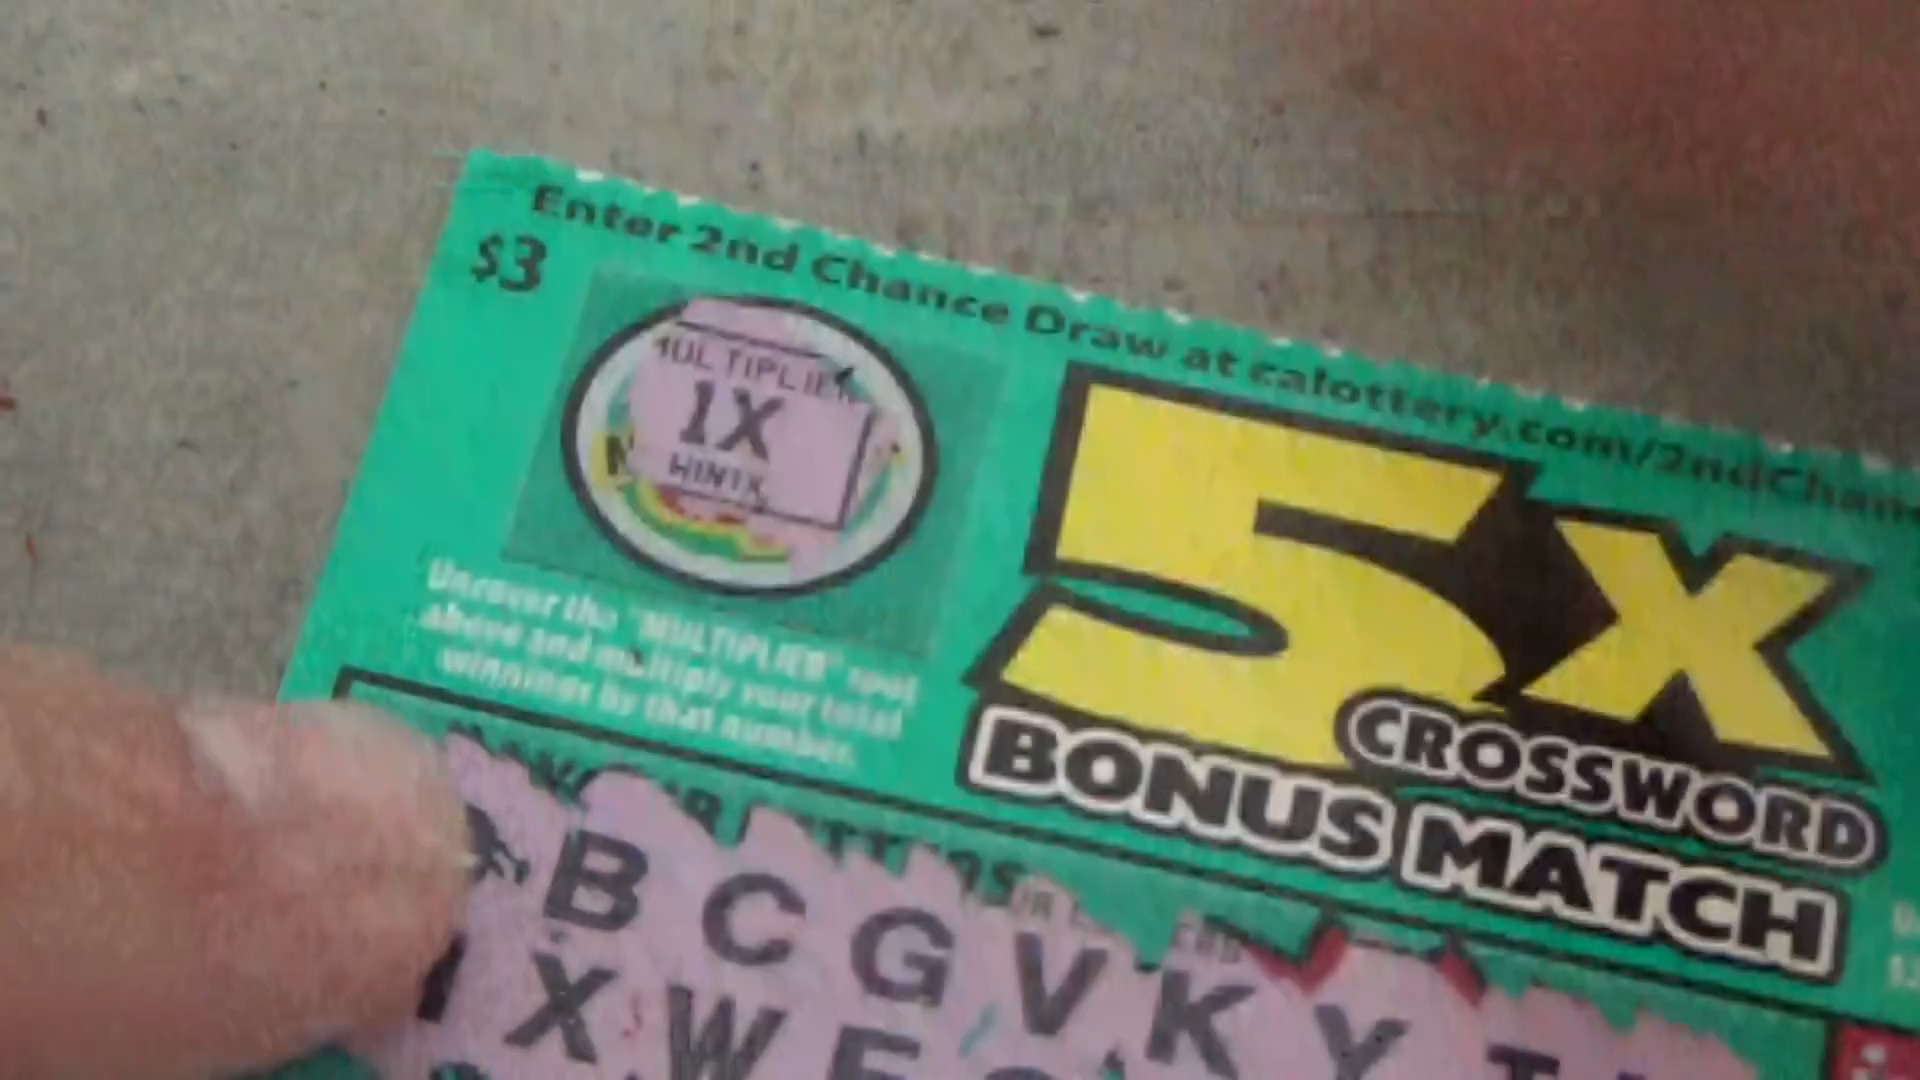 Enter 2nd Chance Draw at calottery.com/2ndChan
$3
MULTIPLIER
1X
WIN1X
Uncover the "MULTIPLIER" spot
above and multiply your total
winnings by that number.
5X
CROSSWORD
BONUS MATCH
B C G V K Y
X W